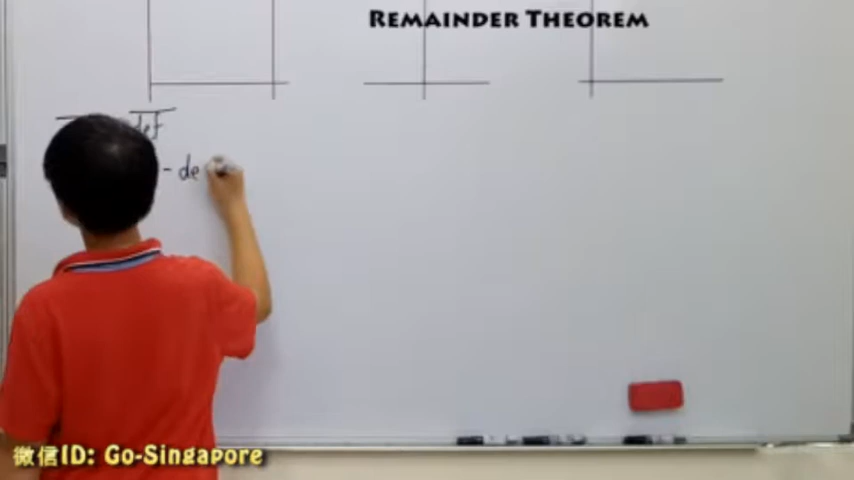 REMAINDER THEOREM
def
- de
微信ID: Go-Singapore